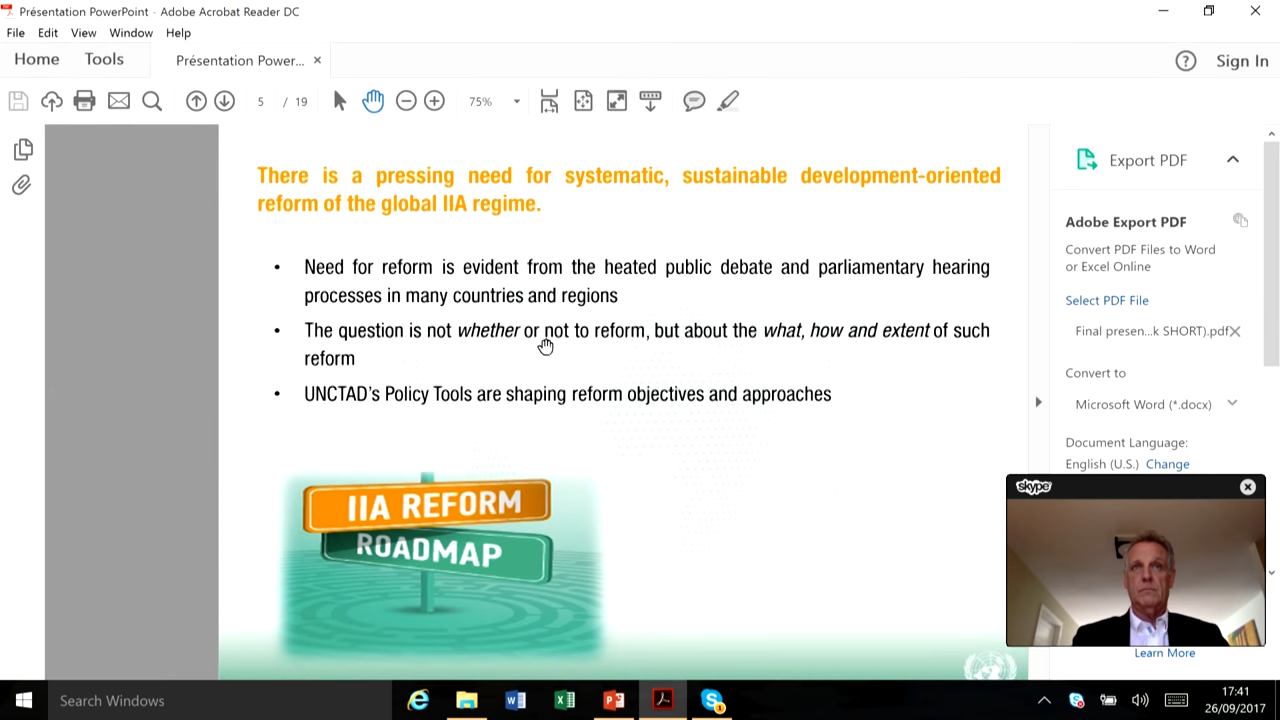 Présentation PowerPoint - Adobe Acrobat Reader DC
File Edit View Window Help
Home Tools Présentation Power... × Sign In
5 / 19 75%
There is a pressing need for systematic, sustainable development-oriented
reform of the global IIA regime.
• Need for reform is evident from the heated public debate and parliamentary hearing
processes in many countries and regions
• The question is not whether or not to reform, but about the what, how and extent of such
reform
• UNCTAD's Policy Tools are shaping reform objectives and approaches
IIA REFORM
ROADMAP
Export PDF
Adobe Export PDF
Convert PDF Files to Word
or Excel Online
Select PDF File
Final presen...k SHORT).pdf
Convert to
Microsoft Word (*.docx)
Document Language:
English (U.S.) Change
skype
Learn More
Search Windows
17:41
26/09/2017